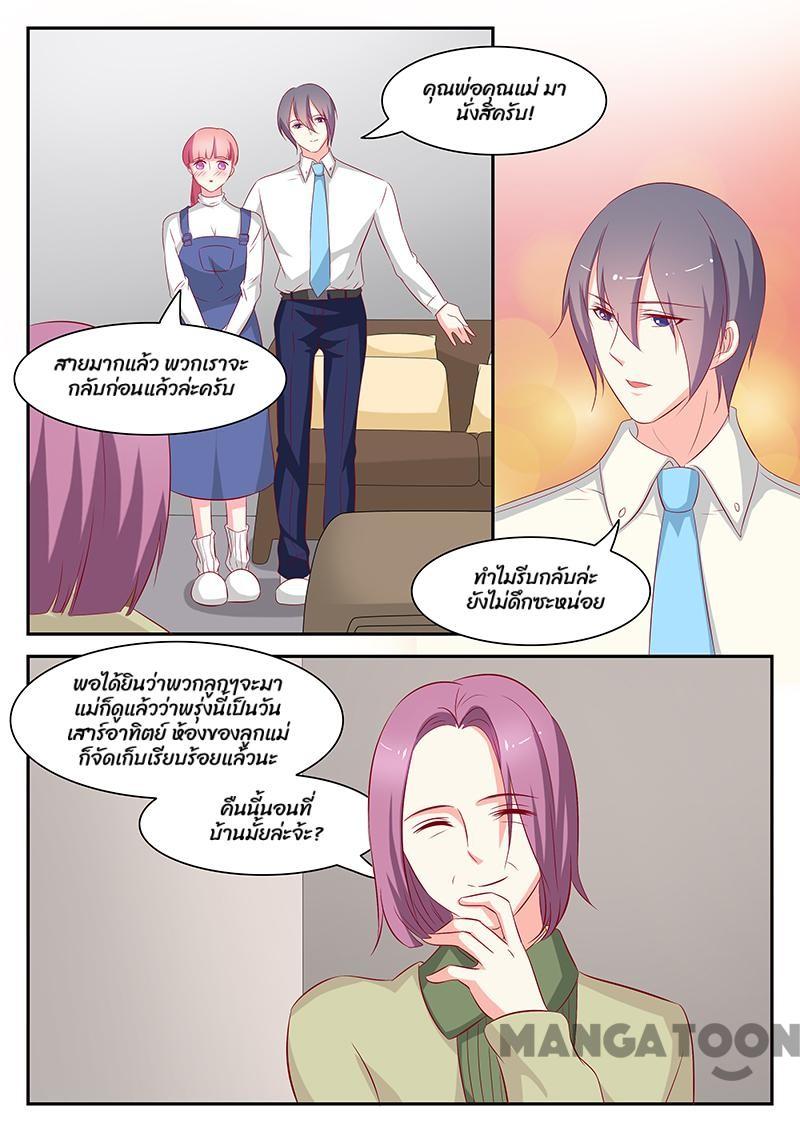 คุณพ่อคุณแม่ มา
นั่งสิครับ!
สายมากแล้ว พวกเราจะ
กลับก่อนแล้วล่ะครับ
ทำไมรีบกลับล่ะ
ยังไม่ดึกซะหน่อย
พอได้ยินว่าพวกลูกๆจะมา
แม่ก็ดูแล้วว่าพรุ่งนี้เป็นวัน
เสาร์อาทิตย์ ห้องของลูกแม่
ก็จัดเก็บเรียบร้อยแล้วนะ
คืนนี้นอนที่
บ้านมั้ยล่ะจ้ะ?
MANGATOON